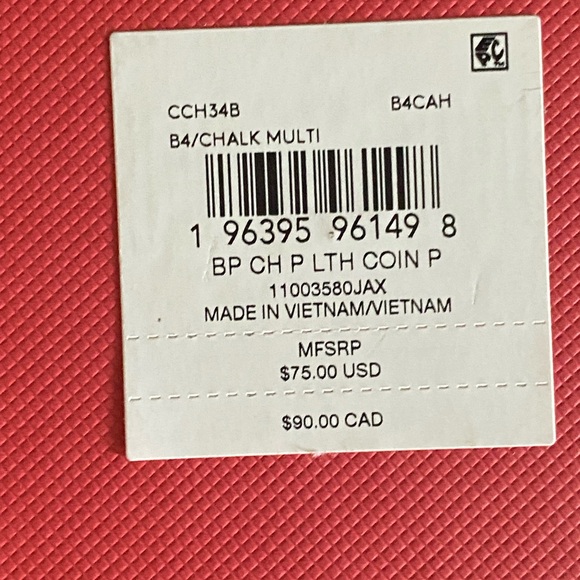 CCH34B B4CAH
B4/CHALK MULTI
1 96395 96149 8
BP CH P LTH COIN P
11003580JAX
MADE IN VIETNAM/VIETNAM
MFSRP
$75.00 USD
$90.00 CAD